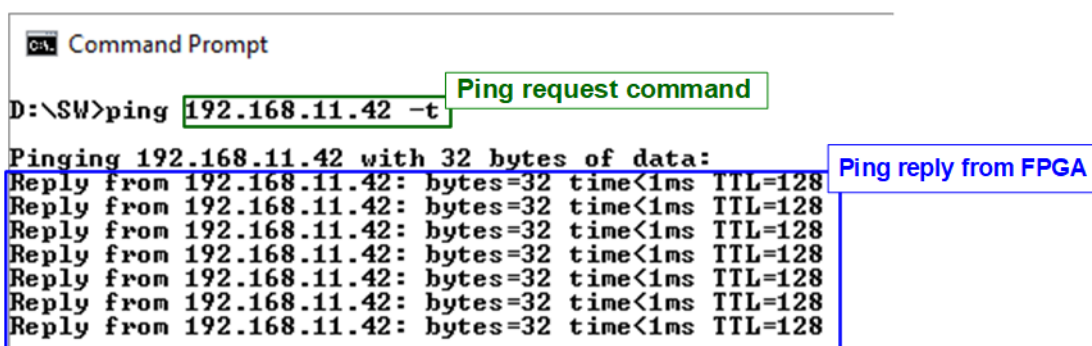 Command Prompt
Ping request command
D:\SW>ping 192.168.11.42 -t
Pinging 192.168.11.42 with 32 bytes of data:
Ping reply from FPGA
Reply from 192.168.11.42: bytes=32 time<1ms TTL=128
Reply from 192.168.11.42: bytes=32 time<1ms TTL=128
Reply from 192.168.11.42: bytes=32 time<1ms TTL=128
Reply from 192.168.11.42: bytes=32 time<1ms TTL=128
Reply from 192.168.11.42: bytes=32 time<1ms TTL=128
Reply from 192.168.11.42: bytes=32 time<1ms TTL=128
Reply from 192.168.11.42: bytes=32 time<1ms TTL=128